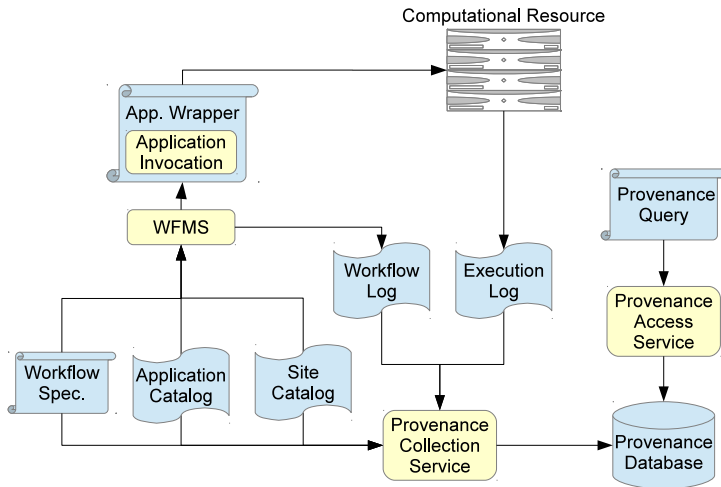 Computational Resource
App. Wrapper
Application
Invocation
WFMS
Provenance
Query
Workflow
Log
Execution
Log
Provenance
Access
Service
Workflow
Spec.
Application
Catalog
Site
Catalog
Provenance
Collection
Service
Provenance
Database